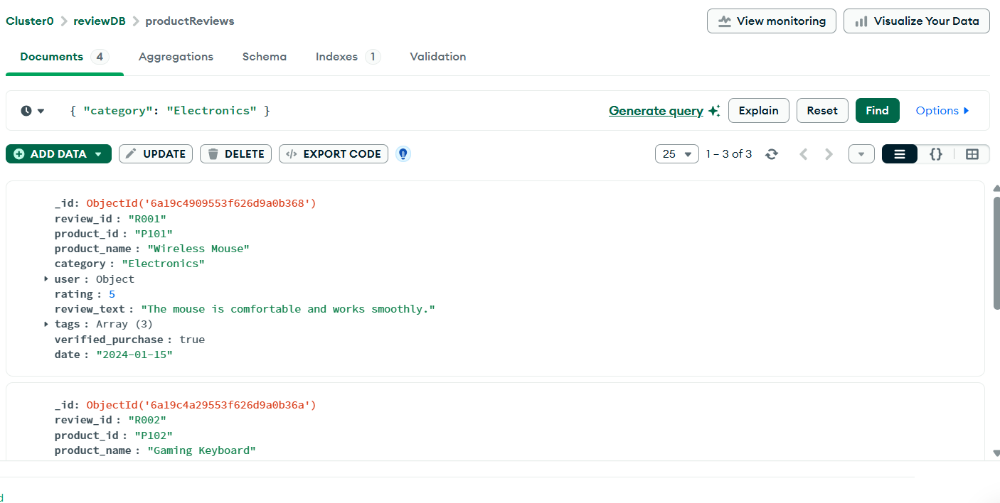 Cluster0 > reviewDB > productReviews
View monitoring
Visualize Your Data
Documents 4 Aggregations Schema Indexes 1 Validation
{ "category": "Electronics" }
Generate query Explain Reset Find Options
ADD DATA UPDATE DELETE </> EXPORT CODE
25 1 – 3 of 3 {}
_id: ObjectId('6a19c4909553f626d9a0b368')
review_id : "R001"
product_id : "P101"
product_name : "Wireless Mouse"
category : "Electronics"
user : Object
rating : 5
review_text : "The mouse is comfortable and works smoothly."
tags : Array (3)
verified_purchase : true
date : "2024-01-15"
_id: ObjectId('6a19c4a29553f626d9a0b36a')
review_id : "R002"
product_id : "P102"
product_name : "Gaming Keyboard"